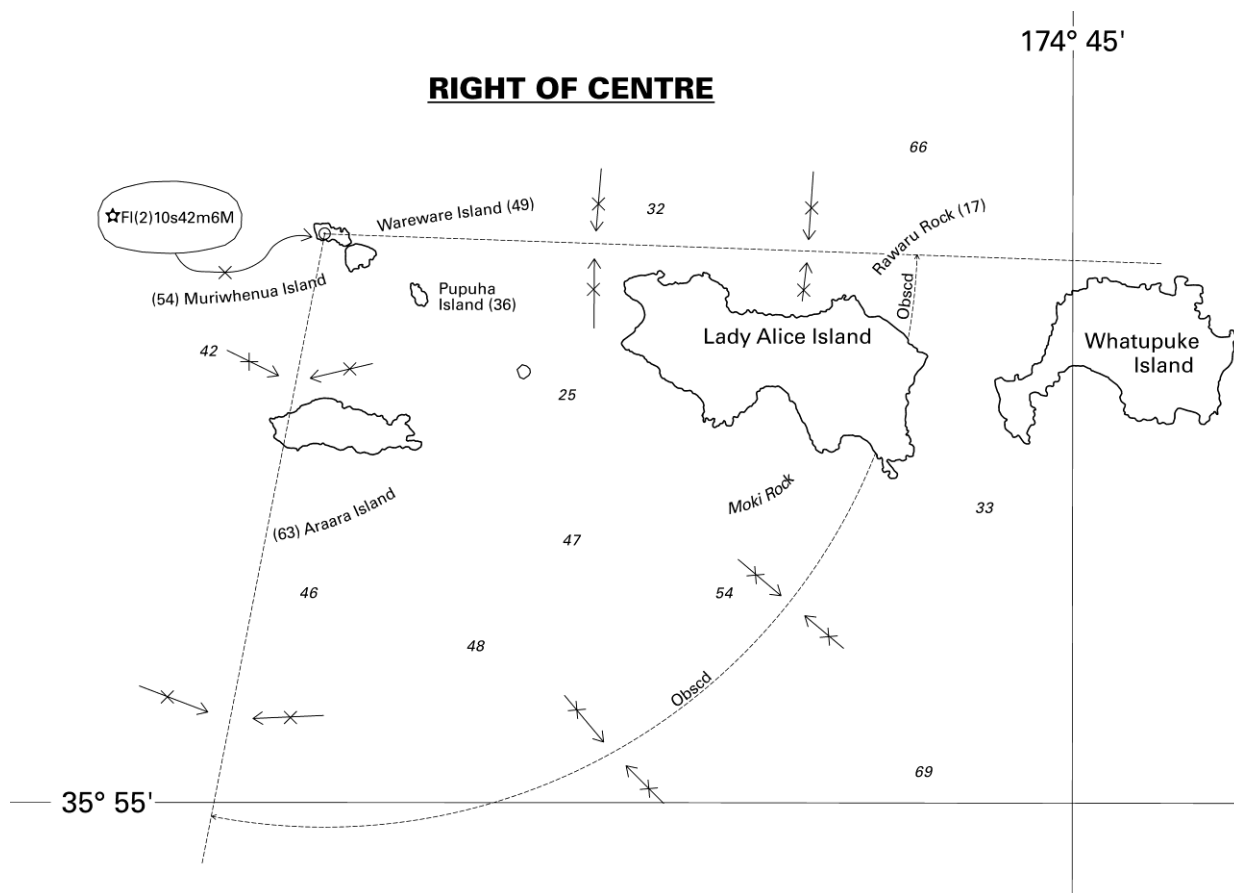 174° 45'
RIGHT OF CENTRE
66
Fl(2)10s42m6M
Wareware Island (49)
32
Rawaru Rock (17)
(54) Muriwhenua Island
Pupuha
Island (36)
Obscd
Lady Alice Island
Whatupuke
Island
42
25
(63) Araara Island
Moki Rock
33
47
46
54
48
Obscd
69
35° 55'